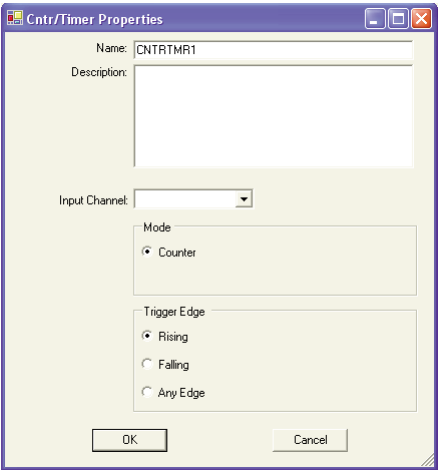 Cntr/Timer Properties
Name: CNTRTMR1
Description:
Input Channel:
Mode
Counter
Trigger Edge
Rising
Falling
Any Edge
OK Cancel